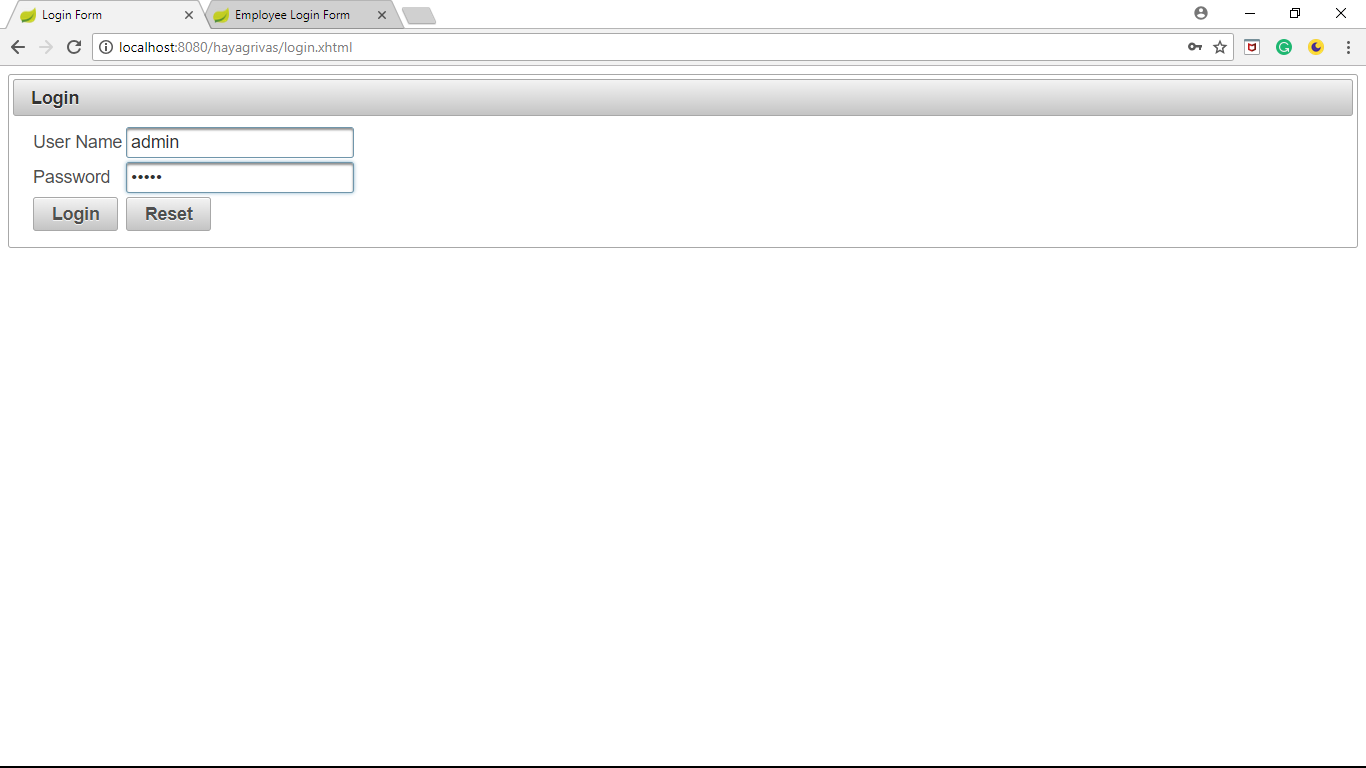 Login Form
Employee Login Form
localhost:8080/hayagrivas/login.xhtml
Login
User Name admin
Password •••••
Login Reset